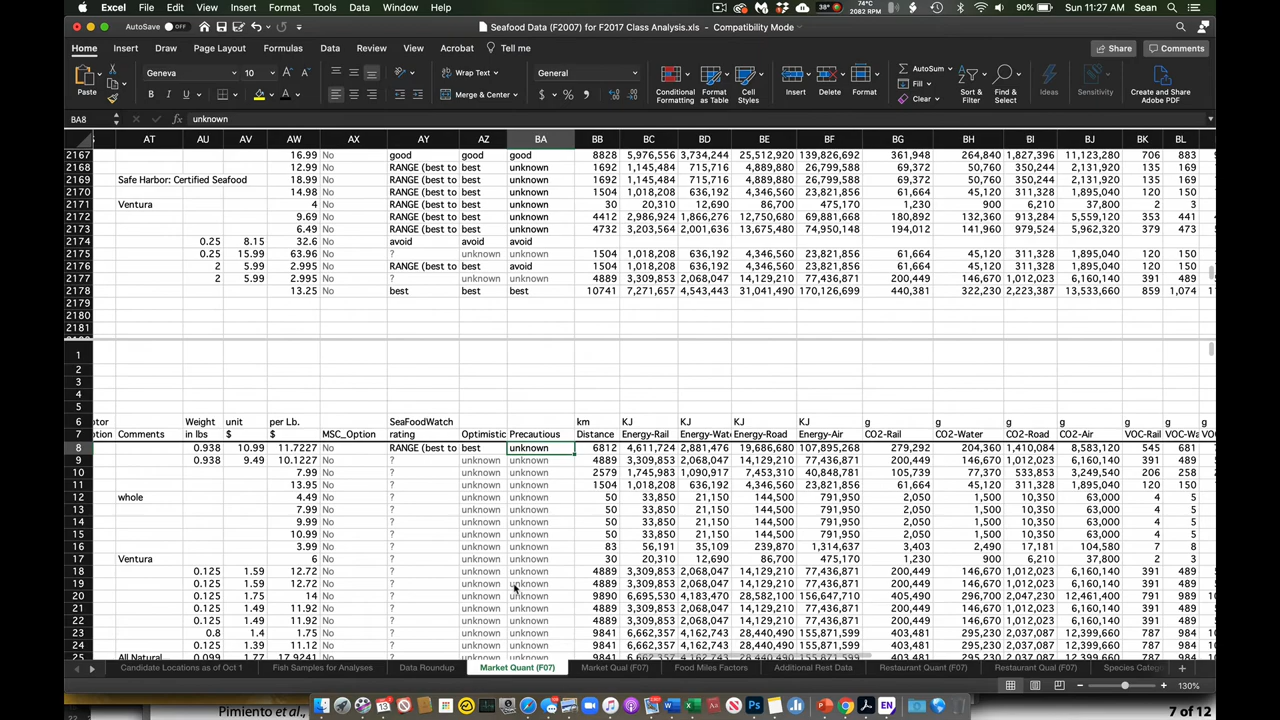 Excel File Edit View Insert Format Tools Data Window Help 38° 74°C 2082 RPM 90% Sun 11:27 AM Sean
AutoSave OFF Seafood Data (F2007) for F2017 Class Analysis.xls - Compatibility Mode
Home Insert Draw Page Layout Formulas Data Review View Acrobat Tell me Share Comments
Paste Geneva 10 Wrap Text General Conditional Formatting Format as Table Cell Styles Insert Delete Format AutoSum Fill Clear Sort & Filter Find & Select Ideas Sensitivity Create and Share Adobe PDF
B I U A Merge & Center $ %
BA8 unknown
AT AU AV AW AX AY AZ BA BB BC BD BE BF BG BH BI BJ BK BL
2167 16.99 No good good good 8828 5,976,556 3,734,244 25,512,920 139,826,692 361,948 264,840 1,827,396 11,123,280 706 883
2168 12.99 No RANGE (best to best unknown 1692 1,145,484 715,716 4,889,880 26,799,588 69,372 50,760 350,244 2,131,920 135 169
2169 Safe Harbor: Certified Seafood 18.99 No RANGE (best to best unknown 1692 1,145,484 715,716 4,889,880 26,799,588 69,372 50,760 350,244 2,131,920 135 169
2170 14.98 No RANGE (best to best unknown 1504 1,018,208 636,192 4,346,560 23,821,856 61,664 45,120 311,328 1,895,040 120 150
2171 Ventura 4 No RANGE (best to best unknown 30 20,310 12,690 86,700 475,170 1,230 900 6,210 37,800 2 3
2172 9.69 No RANGE (best to best unknown 4412 2,986,924 1,866,276 12,750,680 69,881,668 180,892 132,360 913,284 5,559,120 353 441
2173 6.49 No RANGE (best to best unknown 4732 3,203,564 2,001,636 13,675,480 74,950,148 194,012 141,960 979,524 5,962,320 379 473
2174 0.25 8.15 32.6 No avoid avoid avoid
2175 0.25 15.99 63.96 No ? unknown unknown 1504 1,018,208 636,192 4,346,560 23,821,856 61,664 45,120 311,328 1,895,040 120 150
2176 2 5.99 2.995 No RANGE (best to best avoid 1504 1,018,208 636,192 4,346,560 23,821,856 61,664 45,120 311,328 1,895,040 120 150
2177 2 5.99 2.995 No ? unknown unknown 4889 3,309,853 2,068,047 14,129,210 77,436,871 200,449 146,670 1,012,023 6,160,140 391 489
2178 13.25 No best best best 10741 7,271,657 4,543,443 31,041,490 170,126,699 440,381 322,230 2,223,387 13,533,660 859 1,074
2179
2180
2181
1
2
3
4
5
6 Weight unit per Lb. SeaFoodWatch km KJ KJ KJ KJ g g g g g g
7 Comments in lbs $ $ MSC_Option rating Optimistic Precautious Distance Energy-Rail Energy-Wate Energy-Road Energy-Air CO2-Rail CO2-Water CO2-Road CO2-Air VOC-Rail VOC-Wa
8 0.938 10.99 11.7227 No RANGE (best to best unknown 6812 4,611,724 2,881,476 19,686,680 107,895,268 279,292 204,360 1,410,084 8,583,120 545 681
9 0.938 9.49 10.1227 No ? unknown unknown 4889 3,309,853 2,068,047 14,129,210 77,436,871 200,449 146,670 1,012,023 6,160,140 391 489
10 7.99 No ? unknown unknown 2579 1,745,983 1,090,917 7,453,310 40,848,781 105,739 77,370 533,853 3,249,540 206 258
11 13.95 No ? unknown unknown 1504 1,018,208 636,192 4,346,560 23,821,856 61,664 45,120 311,328 1,895,040 120 150
12 whole 4.49 No ? unknown unknown 50 33,850 21,150 144,500 791,950 2,050 1,500 10,350 63,000 4 5
13 7.99 No ? unknown unknown 50 33,850 21,150 144,500 791,950 2,050 1,500 10,350 63,000 4 5
14 9.99 No ? unknown unknown 50 33,850 21,150 144,500 791,950 2,050 1,500 10,350 63,000 4 5
15 10.99 No ? unknown unknown 50 33,850 21,150 144,500 791,950 2,050 1,500 10,350 63,000 4 5
16 3.99 No ? unknown unknown 83 56,191 35,109 239,870 1,314,637 3,403 2,490 17,181 104,580 7 8
17 Ventura 6 No ? unknown unknown 30 20,310 12,690 86,700 475,170 1,230 900 6,210 37,800 2 3
18 0.125 1.59 12.72 No ? unknown unknown 4889 3,309,853 2,068,047 14,129,210 77,436,871 200,449 146,670 1,012,023 6,160,140 391 489
19 0.125 1.59 12.72 No ? unknown unknown 4889 3,309,853 2,068,047 14,129,210 77,436,871 200,449 146,670 1,012,023 6,160,140 391 489
20 0.125 1.75 14 No ? unknown unknown 9890 6,695,530 4,183,470 28,582,100 156,647,710 405,490 296,700 2,047,230 12,461,400 791 989
21 0.125 1.49 11.92 No ? unknown unknown 4889 3,309,853 2,068,047 14,129,210 77,436,871 200,449 146,670 1,012,023 6,160,140 391 489
22 0.125 1.49 11.92 No ? unknown unknown 4889 3,309,853 2,068,047 14,129,210 77,436,871 200,449 146,670 1,012,023 6,160,140 391 489
23 0.8 1.4 1.75 No ? unknown unknown 9841 6,662,357 4,162,743 28,440,490 155,871,599 403,481 295,230 2,037,087 12,399,660 787 984
24 0.125 1.39 11.12 No ? unknown unknown 9841 6,662,357 4,162,743 28,440,490 155,871,599 403,481 295,230 2,037,087 12,399,660 787 984
25 All Natural 0.099 1.77 17.9241 No ? unknown unknown 9841 6,662,357 4,162,743 28,440,490 155,871,599 403,481 295,230 2,037,087 12,399,660 787 984
Candidate Locations as of Oct 1 Fish Samples for Analyses Data Roundup Market Quant (F07) Market Qual (F07) Food Miles Factors Additional Rest Data Restaurant Quant (F07) Restaurant Qual (F07) Species Categ
130%
Pimiento et al., 7 of 12